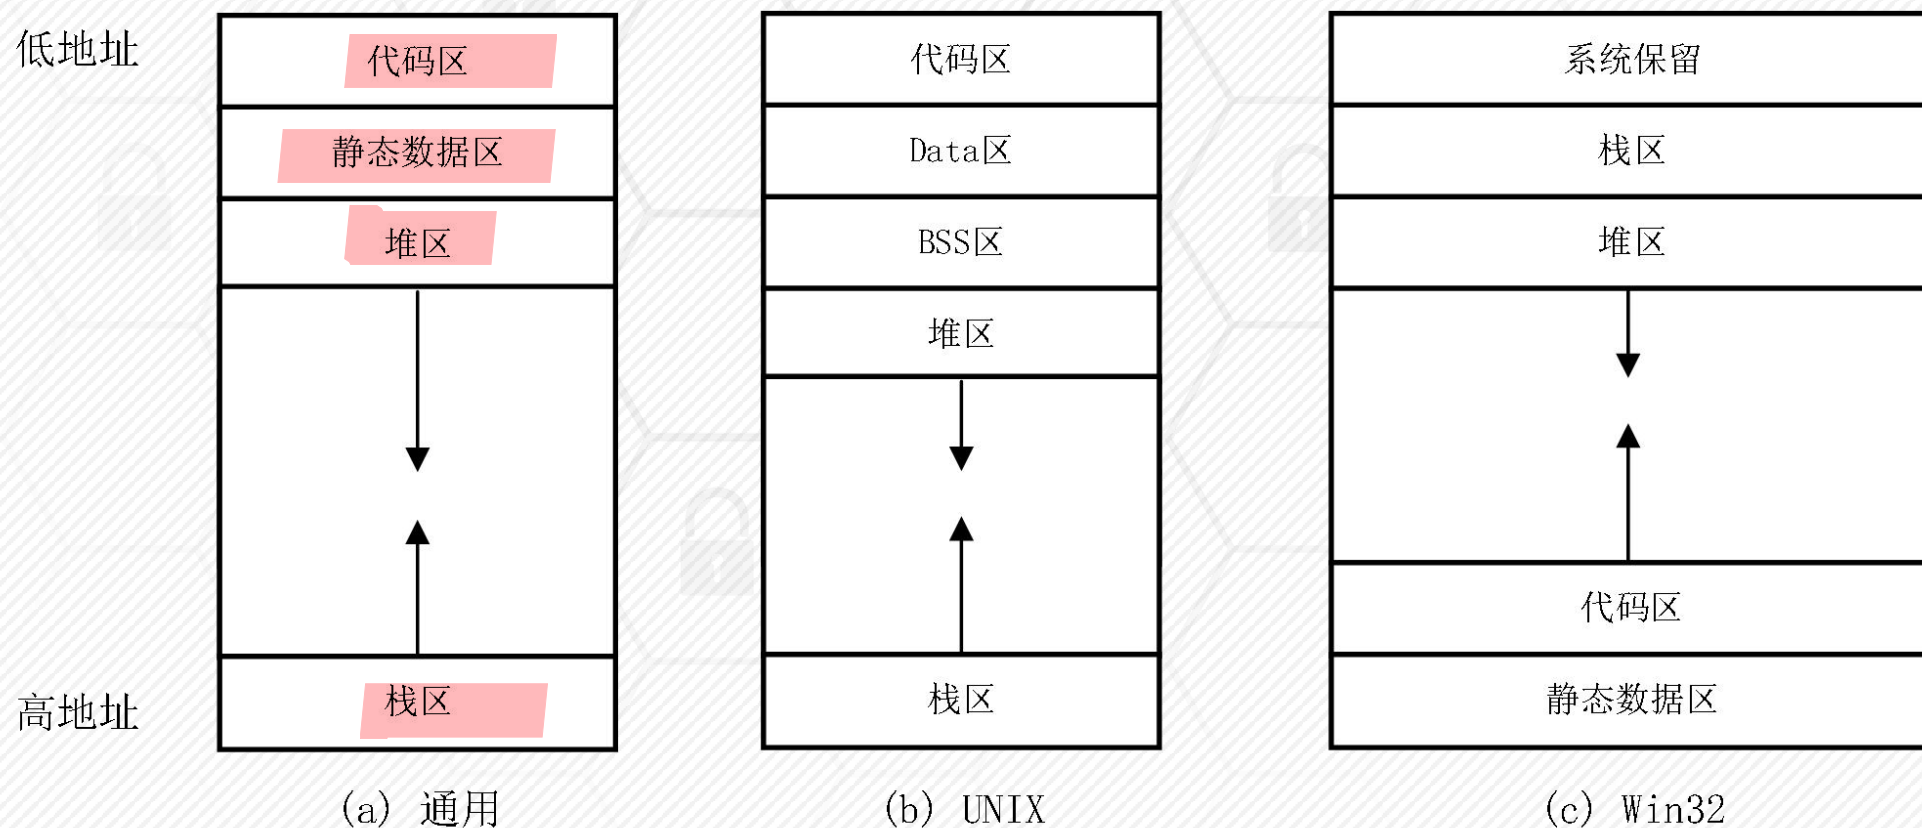 低地址
代码区
静态数据区
堆区
栈区
高地址
(a) 通用
代码区
Data区
BSS区
堆区
栈区
(b) UNIX
系统保留
栈区
堆区
代码区
静态数据区
(c) Win32